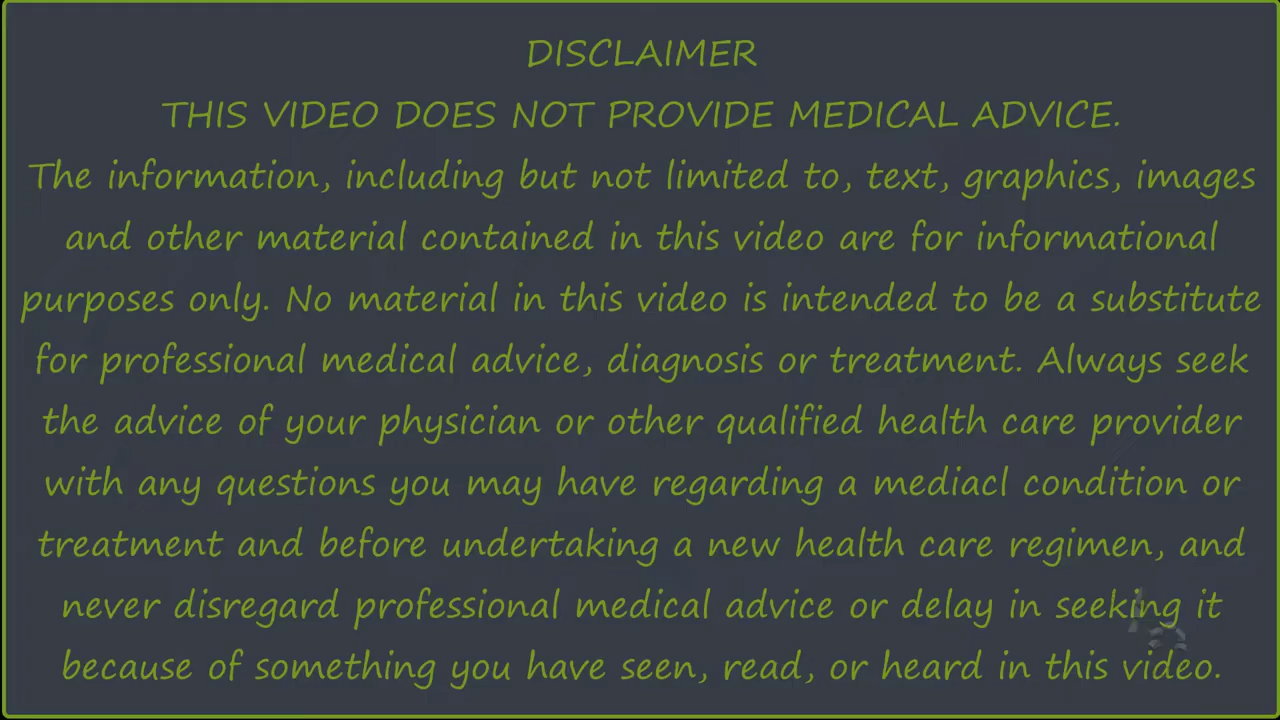 DISCLAIMER
THIS VIDEO DOES NOT PROVIDE MEDICAL ADVICE.
The information, including but not limited to, text, graphics, images
and other material contained in this video are for informational
purposes only. No material in this video is intended to be a substitute
for professional medical advice, diagnosis or treatment. Always seek
the advice of your physician or other qualified health care provider
with any questions you may have regarding a mediacl condition or
treatment and before undertaking a new health care regimen, and
never disregard professional medical advice or delay in seeking it
because of something you have seen, read, or heard in this video.